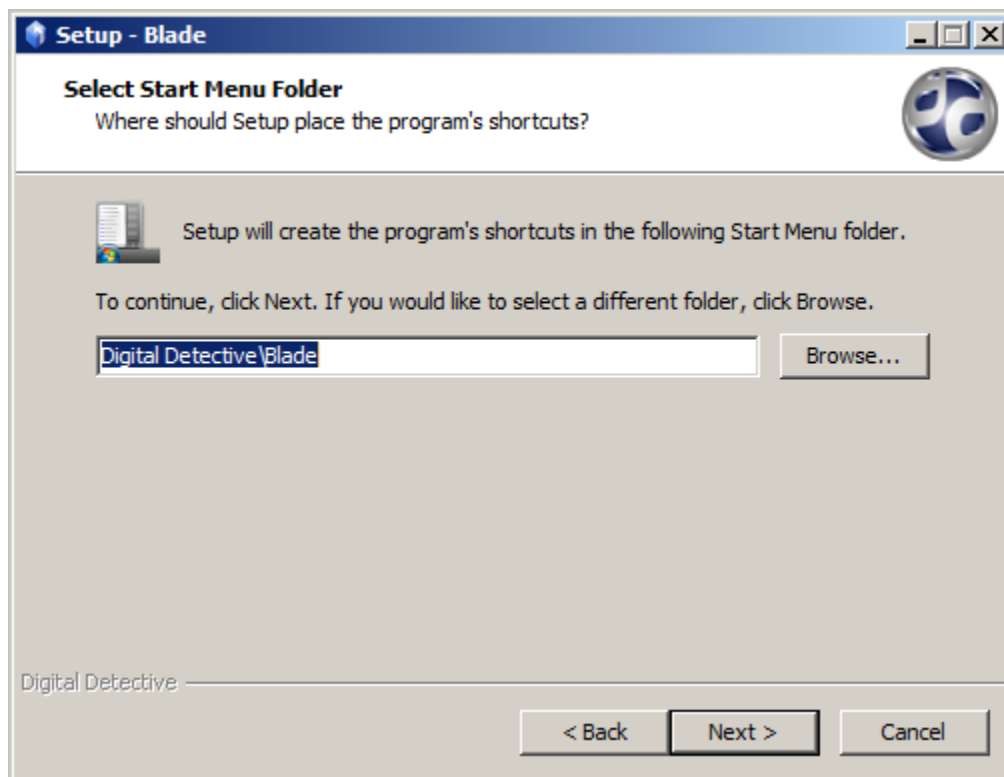 Setup - Blade
Select Start Menu Folder
Where should Setup place the program's shortcuts?
Setup will create the program's shortcuts in the following Start Menu folder.
To continue, click Next. If you would like to select a different folder, click Browse.
Digital Detective\Blade
Browse...
Digital Detective
< Back
Next >
Cancel